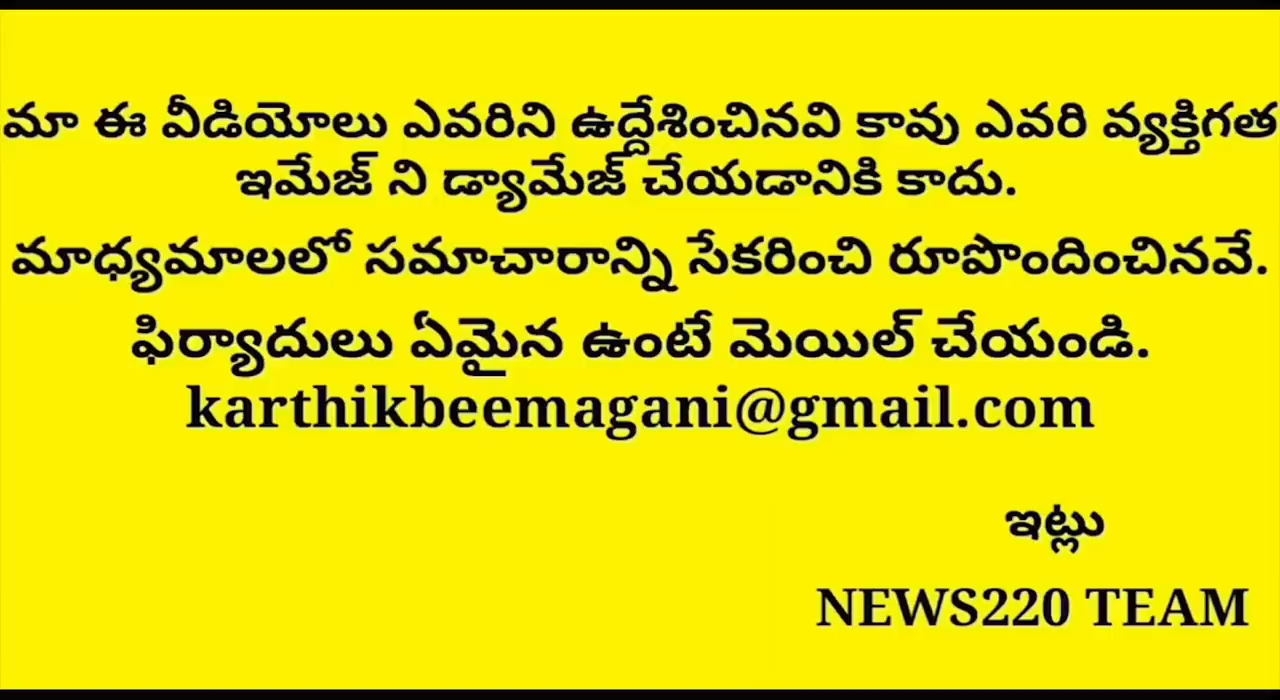 మా ఈ వీడియోలు ఎవరిని ఉద్దేశించినవి కావు ఎవరి వ్యక్తిగత
ఇమేజ్ ని డ్యామేజ్ చేయడానికి కాదు.
మాధ్యమాలలో సమాచారాన్ని సేకరించి రూపొందించినవే.
ఫిర్యాదులు ఏమైన ఉంటే మెయిల్ చేయండి.
karthikbeemagani@gmail.com
ఇట్లు
NEWS220 TEAM